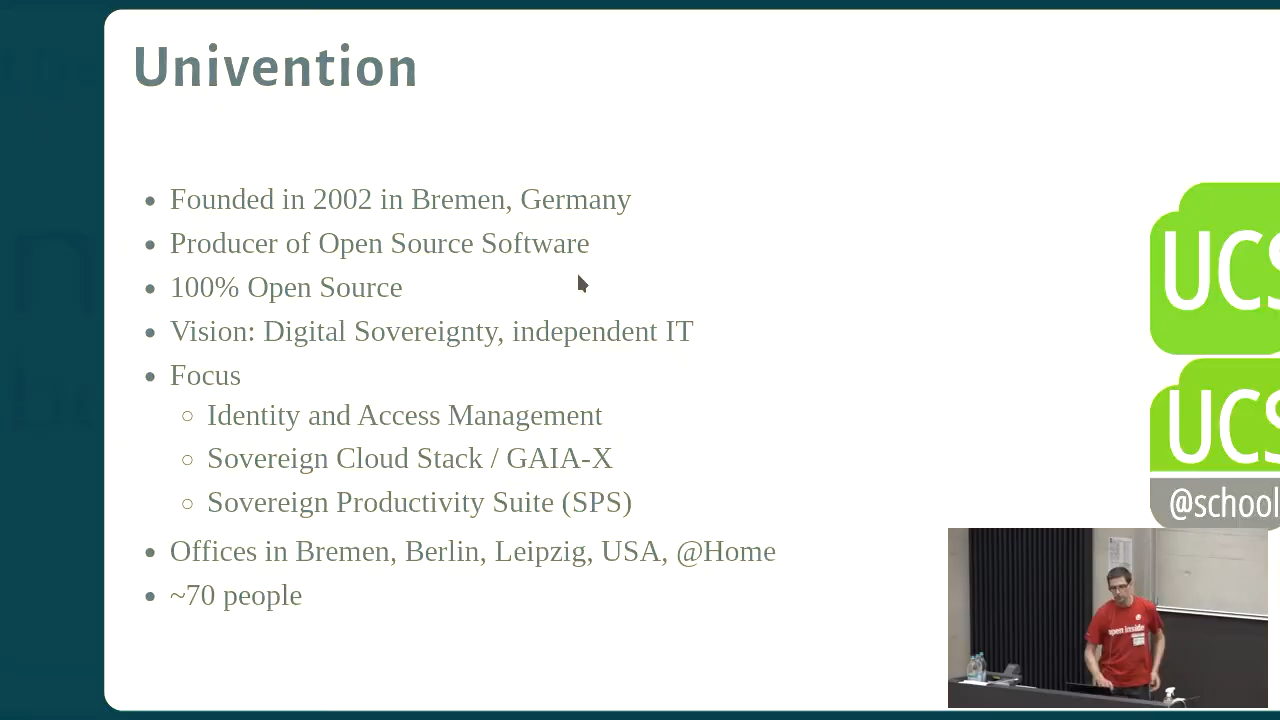 Univention
Founded in 2002 in Bremen, Germany
Producer of Open Source Software
100% Open Source
Vision: Digital Sovereignty, independent IT
Focus
Identity and Access Management
Sovereign Cloud Stack / GAIA-X
Sovereign Productivity Suite (SPS)
Offices in Bremen, Berlin, Leipzig, USA, @Home
~70 people
UCS
UCS
@school
open inside